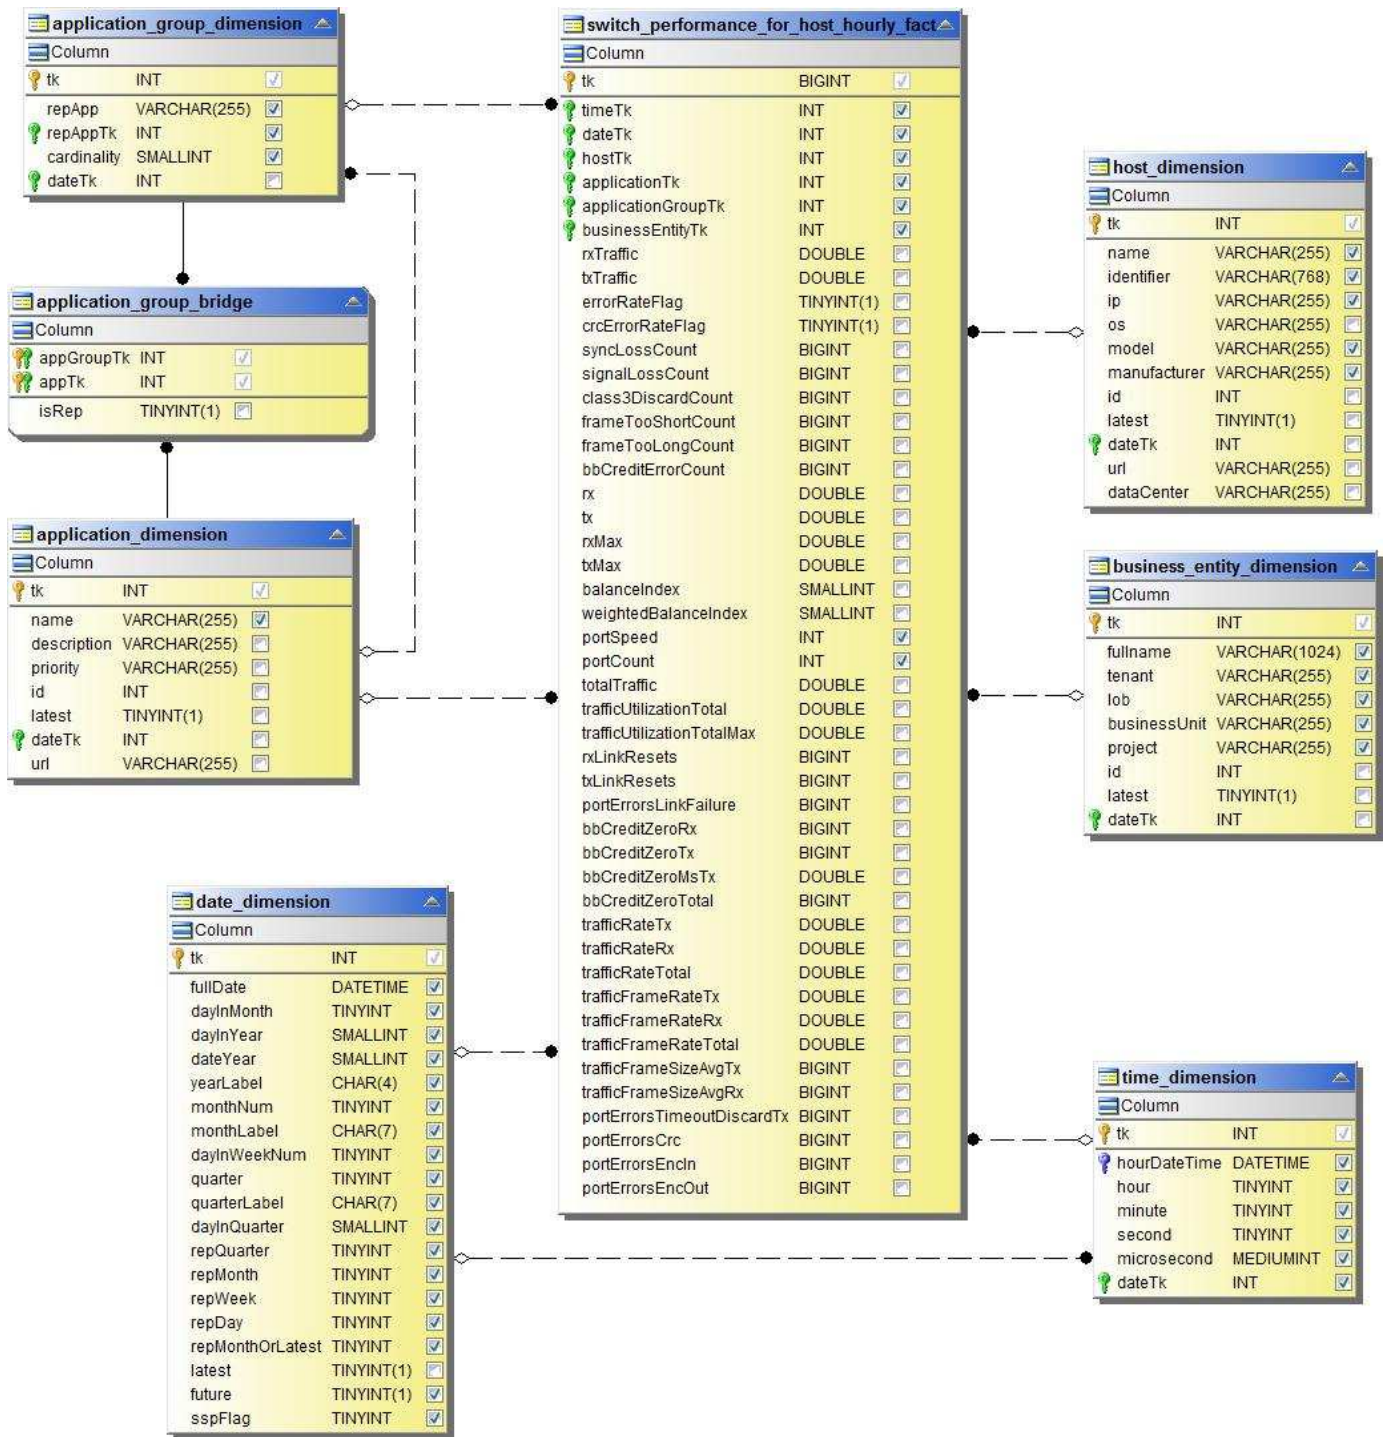 application_group_dimension
Column
tk INT
repApp VARCHAR(255)
repAppTk INT
cardinality SMALLINT
dateTk INT
application_group_bridge
Column
appGroupTk INT
appTk INT
isRep TINYINT(1)
application_dimension
Column
tk INT
name VARCHAR(255)
description VARCHAR(255)
priority VARCHAR(255)
id INT
latest TINYINT(1)
dateTk INT
url VARCHAR(255)
switch_performance_for_host_hourly_fact
Column
tk BIGINT
timeTk INT
dateTk INT
hostTk INT
applicationTk INT
applicationGroupTk INT
businessEntityTk INT
rxTraffic DOUBLE
txTraffic DOUBLE
errorRateFlag TINYINT(1)
crcErrorRateFlag TINYINT(1)
syncLossCount BIGINT
signalLossCount BIGINT
class3DiscardCount BIGINT
frameTooShortCount BIGINT
frameTooLongCount BIGINT
bbCreditErrorCount BIGINT
rx DOUBLE
tx DOUBLE
rxMax DOUBLE
txMax DOUBLE
balanceIndex SMALLINT
weightedBalanceIndex SMALLINT
portSpeed INT
portCount INT
totalTraffic DOUBLE
trafficUtilizationTotal DOUBLE
trafficUtilizationTotalMax DOUBLE
rxLinkResets BIGINT
txLinkResets BIGINT
portErrorsLinkFailure BIGINT
bbCreditZeroRx BIGINT
bbCreditZeroTx BIGINT
bbCreditZeroMsTx DOUBLE
bbCreditZeroTotal BIGINT
trafficRateTx DOUBLE
trafficRateRx DOUBLE
trafficRateTotal DOUBLE
trafficFrameRateTx DOUBLE
trafficFrameRateRx DOUBLE
trafficFrameRateTotal DOUBLE
trafficFrameSizeAvgTx BIGINT
trafficFrameSizeAvgRx BIGINT
portErrorsTimeoutDiscardTx BIGINT
portErrorsCrc BIGINT
portErrorsEncIn BIGINT
portErrorsEncOut BIGINT
host_dimension
Column
tk INT
name VARCHAR(255)
identifier VARCHAR(768)
ip VARCHAR(255)
os VARCHAR(255)
model VARCHAR(255)
manufacturer VARCHAR(255)
id INT
latest TINYINT(1)
dateTk INT
url VARCHAR(255)
dataCenter VARCHAR(255)
business_entity_dimension
Column
tk INT
fullname VARCHAR(1024)
tenant VARCHAR(255)
lob VARCHAR(255)
businessUnit VARCHAR(255)
project VARCHAR(255)
id INT
latest TINYINT(1)
dateTk INT
date_dimension
Column
tk INT
fullDate DATETIME
dayInMonth TINYINT
dayInYear SMALLINT
dateYear SMALLINT
yearLabel CHAR(4)
monthNum TINYINT
monthLabel CHAR(7)
dayInWeekNum TINYINT
quarter TINYINT
quarterLabel CHAR(7)
dayInQuarter SMALLINT
repQuarter TINYINT
repMonth TINYINT
repWeek TINYINT
repDay TINYINT
repMonthOrLatest TINYINT
latest TINYINT(1)
future TINYINT(1)
sspFlag TINYINT
time_dimension
Column
tk INT
hourDateTime DATETIME
hour TINYINT
minute TINYINT
second TINYINT
microsecond MEDIUMINT
dateTk INT